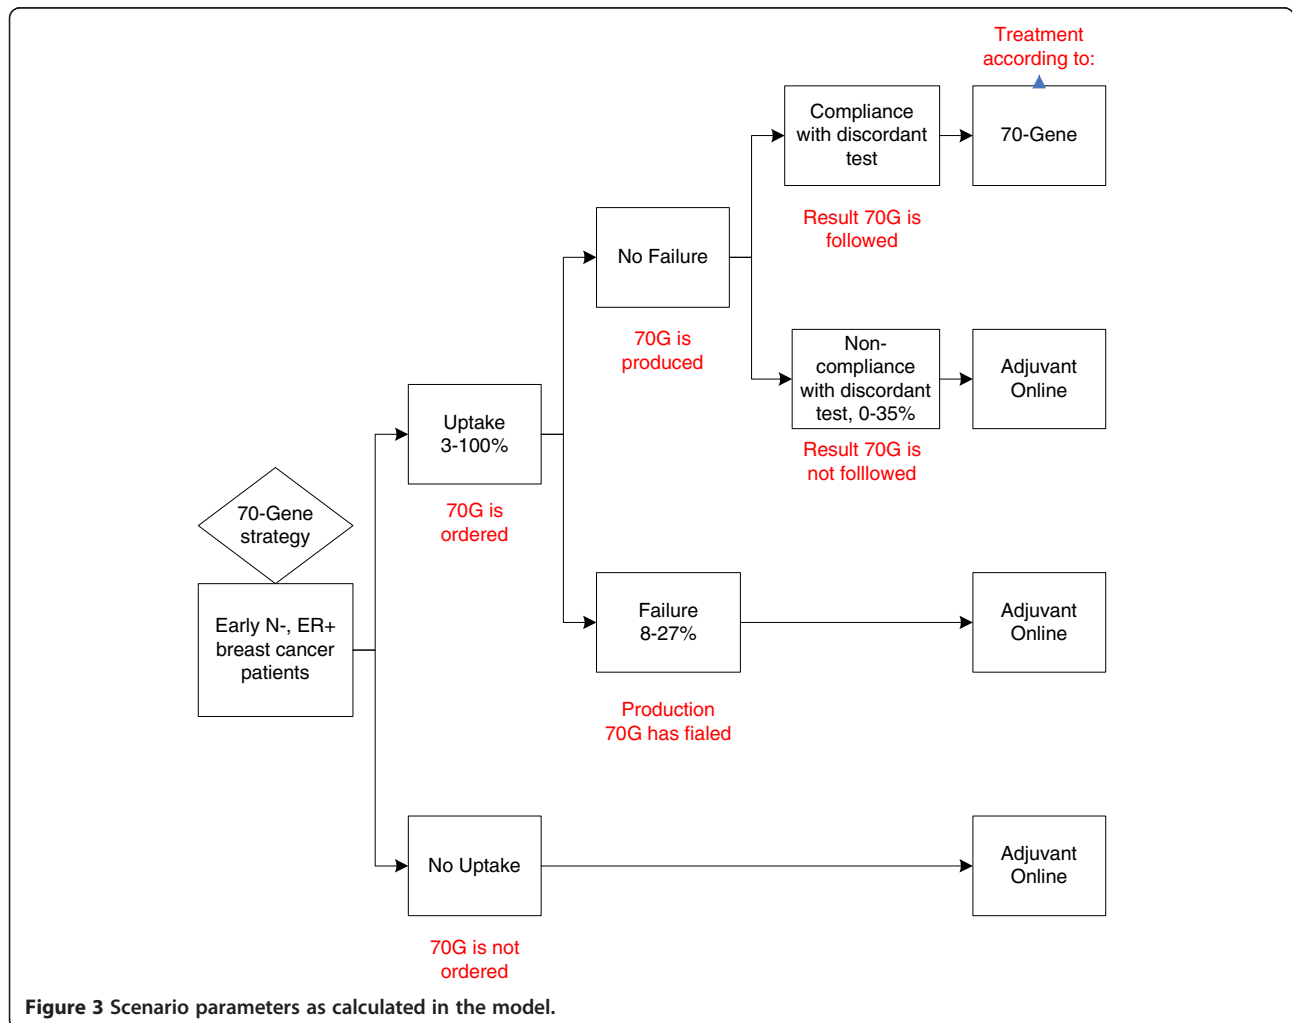 Treatment
according to:
Compliance
with discordant
test
70-Gene
Result 70G is
followed
No Failure
70G is
produced
Non-
compliance
with discordant
test, 0-35%
Adjuvant
Online
Result 70G is
not folllowed
Uptake
3-100%
70G is
ordered
70-Gene
strategy
Early N-, ER+
breast cancer
patients
Failure
8-27%
Adjuvant
Online
Production
70G has fialed
No Uptake
Adjuvant
Online
70G is not
ordered
Figure 3 Scenario parameters as calculated in the model.